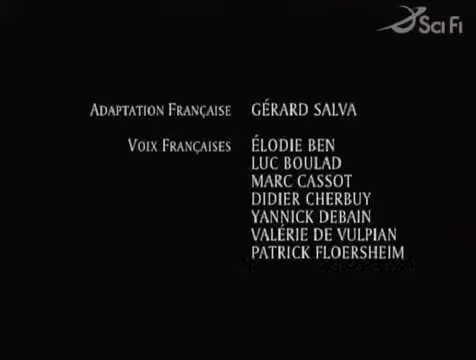 Sci Fi
ADAPTATION FRANÇAISE GÉRARD SALVA
VOIX FRANÇAISES ÉLODIE BEN
LUC BOULAD
MARC CASSOT
DIDIER CHERBUY
YANNICK DEBAIN
VALÉRIE DE VULPIAN
PATRICK FLOERSHEIM